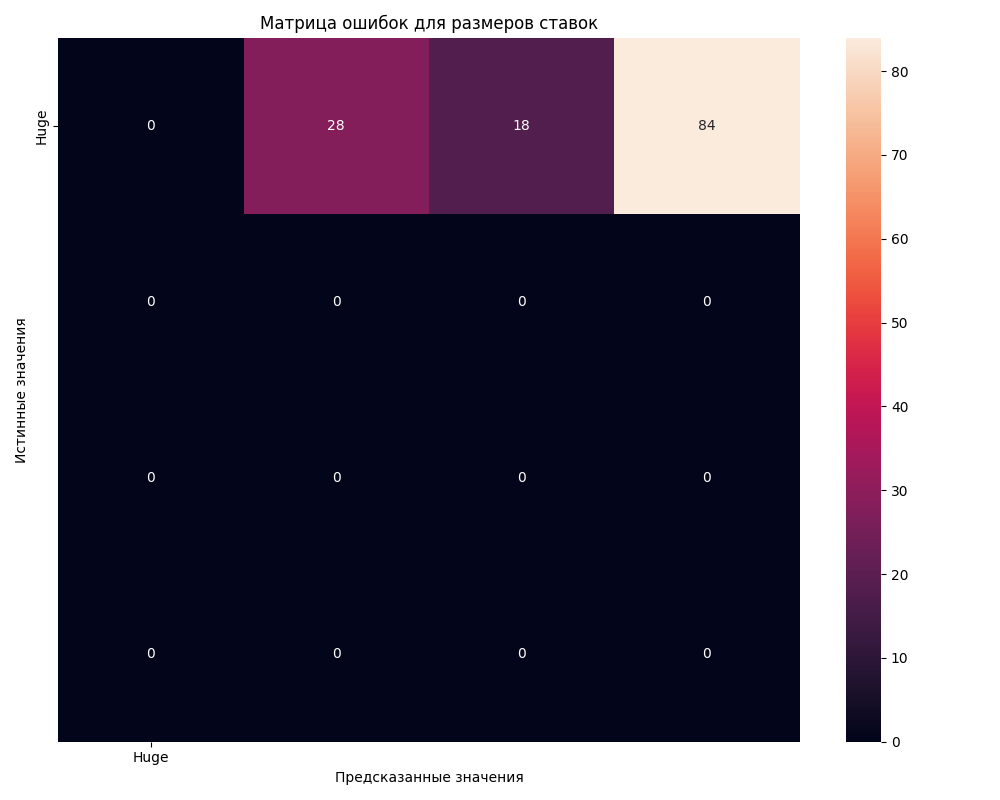 Матрица ошибок для размеров ставок
Huge
0 28 18 84
0 0 0 0
0 0 0 0
0 0 0 0
Истинные значения
Huge
Предсказанные значения
80
70
60
50
40
30
20
10
0